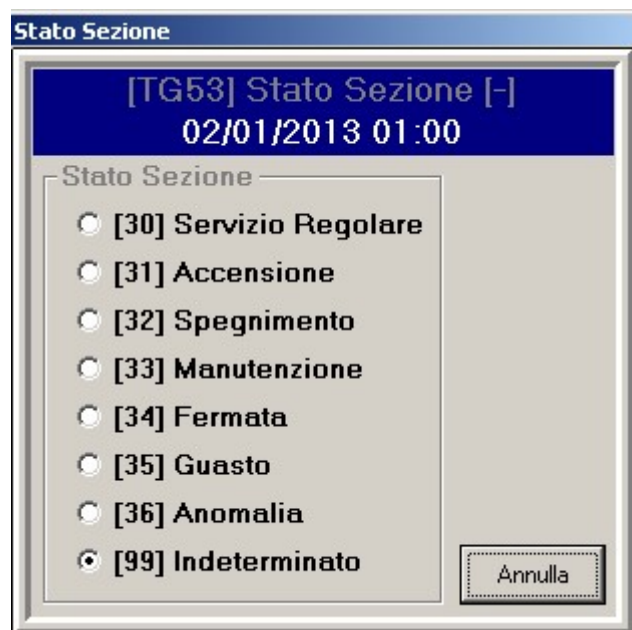 Stato Sezione
[TG53] Stato Sezione [-]
02/01/2013 01:00
Stato Sezione
[30] Servizio Regolare
[31] Accensione
[32] Spegnimento
[33] Manutenzione
[34] Fermata
[35] Guasto
[36] Anomalia
[99] Indeterminato
Annulla